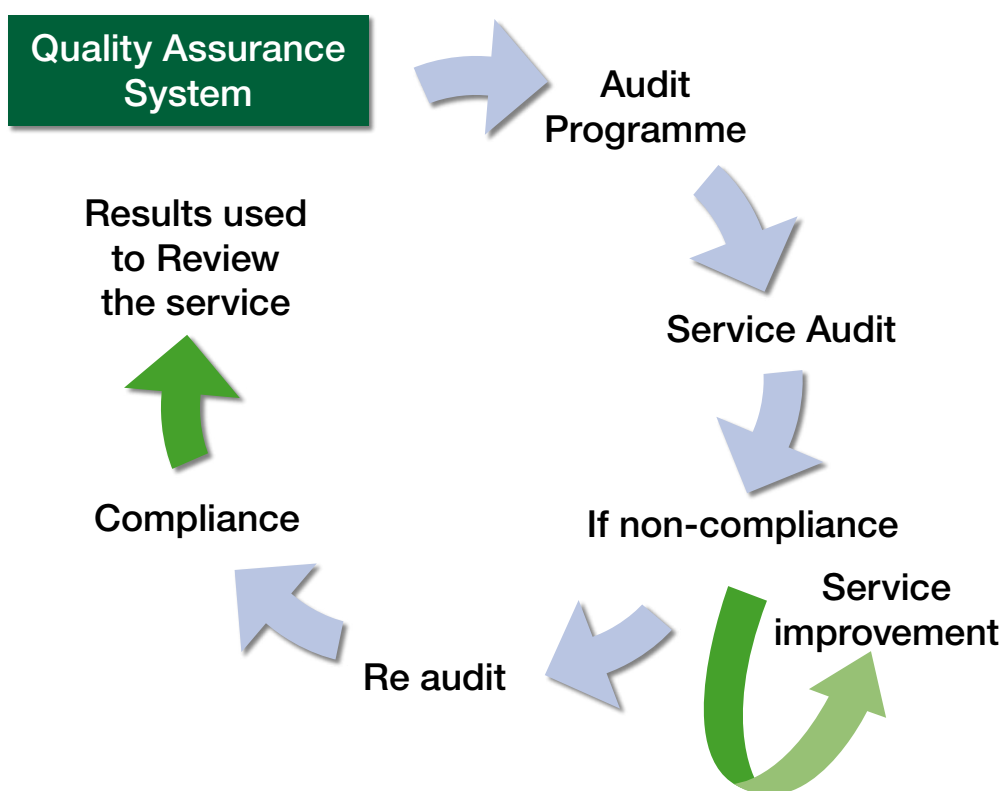 Quality Assurance
System
Audit
Programme
Service Audit
If non-compliance
Service
improvement
Re audit
Compliance
Results used
to Review
the service